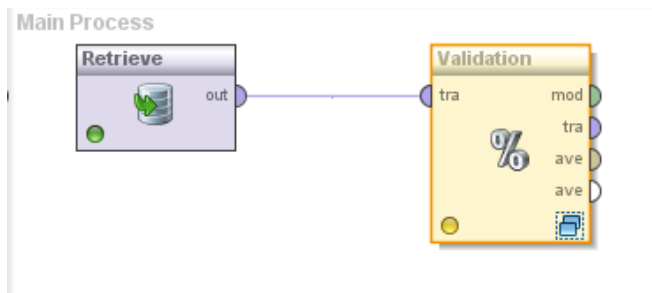 Main Process
Retrieve
out
Validation
tra
mod
tra
%
ave
ave